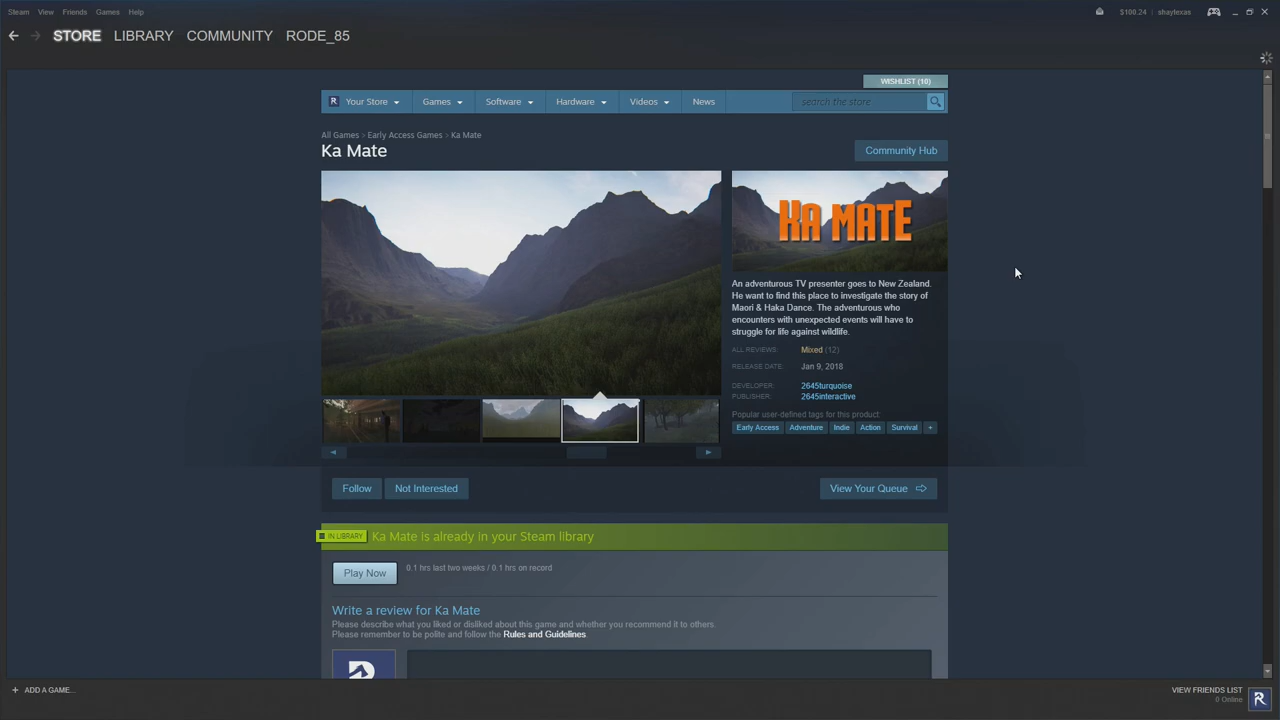 Steam View Friends Games Help
$100.24 shaytexas
STORE LIBRARY COMMUNITY RODE_85
WISHLIST (10)
Your Store Games Software Hardware Videos News search the store
All Games > Early Access Games > Ka Mate
Ka Mate
Community Hub
KA MATE
An adventurous TV presenter goes to New Zealand.
He want to find this place to investigate the story of
Maori & Haka Dance. The adventurous who
encounters with unexpected events will have to
struggle for life against wildlife.
ALL REVIEWS: Mixed (12)
RELEASE DATE: Jan 9, 2018
DEVELOPER: 2645turquoise
PUBLISHER: 2645interactive
Popular user-defined tags for this product:
Early Access Adventure Indie Action Survival +
Follow Not Interested View Your Queue
IN LIBRARY Ka Mate is already in your Steam library
Play Now 0.1 hrs last two weeks / 0.1 hrs on record
Write a review for Ka Mate
Please describe what you liked or disliked about this game and whether you recommend it to others.
Please remember to be polite and follow the Rules and Guidelines.
+ ADD A GAME...
VIEW FRIENDS LIST
0 Online